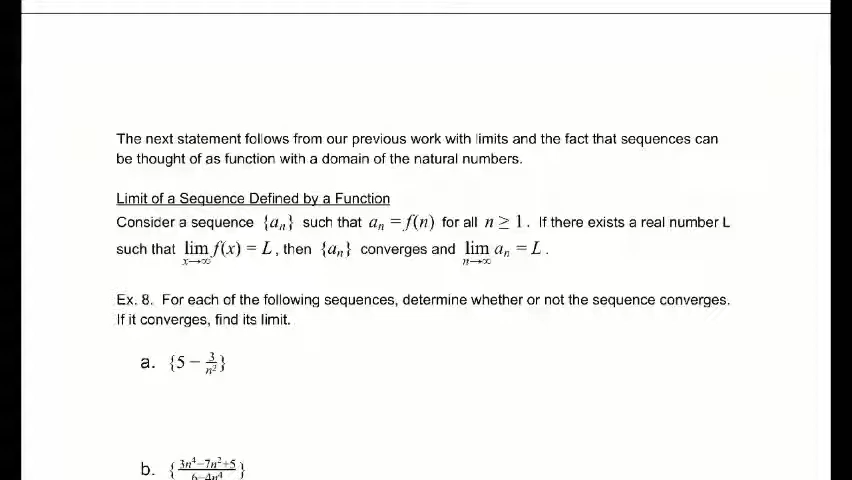 The next statement follows from our previous work with limits and the fact that sequences can
be thought of as function with a domain of the natural numbers.
Limit of a Sequence Defined by a Function
Consider a sequence {aₙ} such that aₙ = f(n) for all n ≥ 1. If there exists a real number L
such that lim_{x→∞} f(x) = L, then {aₙ} converges and lim_{n→∞} aₙ = L.
Ex. 8. For each of the following sequences, determine whether or not the sequence converges.
If it converges, find its limit.
a. {5 − 3/n²}
b. {(3n⁴−7n²+5)/(6−4n⁴)}